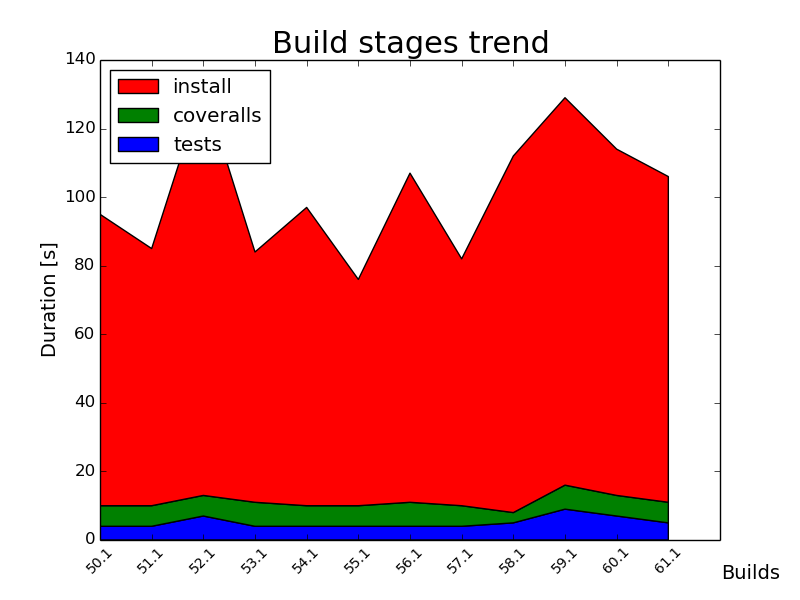 Build stages trend
140
120
100
80
60
40
20
0
Duration [s]
install
coveralls
tests
50.1 51.1 52.1 53.1 54.1 55.1 56.1 57.1 58.1 59.1 60.1 61.1
Builds